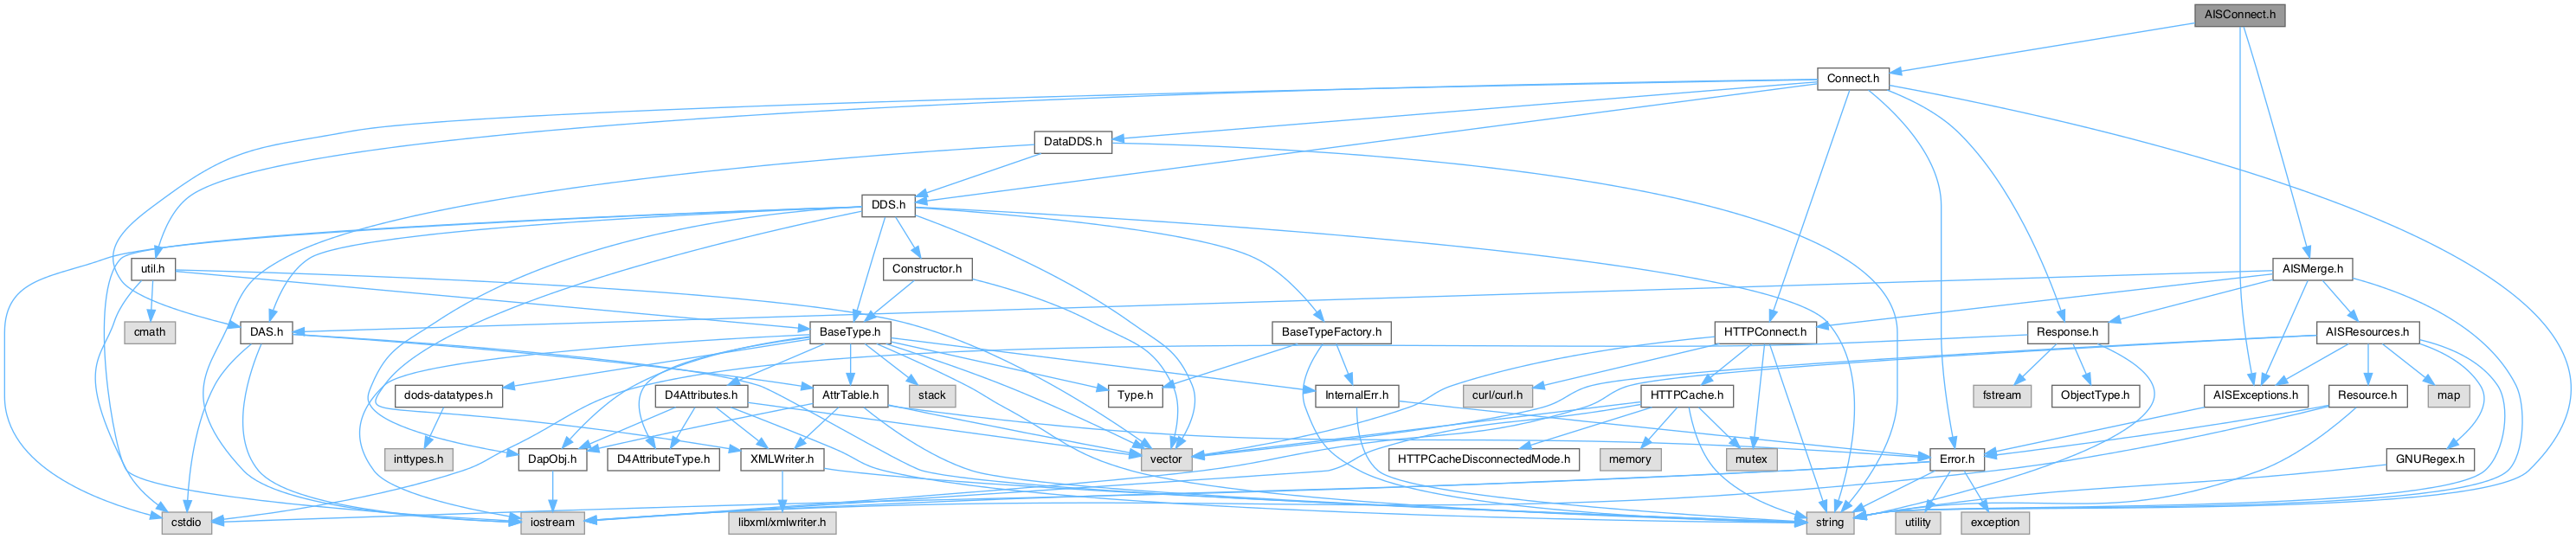 AISConnect.h
Connect.h
DataDDS.h
DDS.h
util.h
Constructor.h
AISMerge.h
cmath
DAS.h
BaseType.h
BaseTypeFactory.h
HTTPConnect.h
Response.h
AISResources.h
dods-datatypes.h
D4Attributes.h
AttrTable.h
stack
Type.h
InternalErr.h
curl/curl.h
HTTPCache.h
fstream
ObjectType.h
AISExceptions.h
Resource.h
map
inttypes.h
DapObj.h
D4AttributeType.h
XMLWriter.h
vector
HTTPCacheDisconnectedMode.h
memory
mutex
Error.h
GNURegex.h
cstdio
iostream
libxml/xmlwriter.h
string
utility
exception